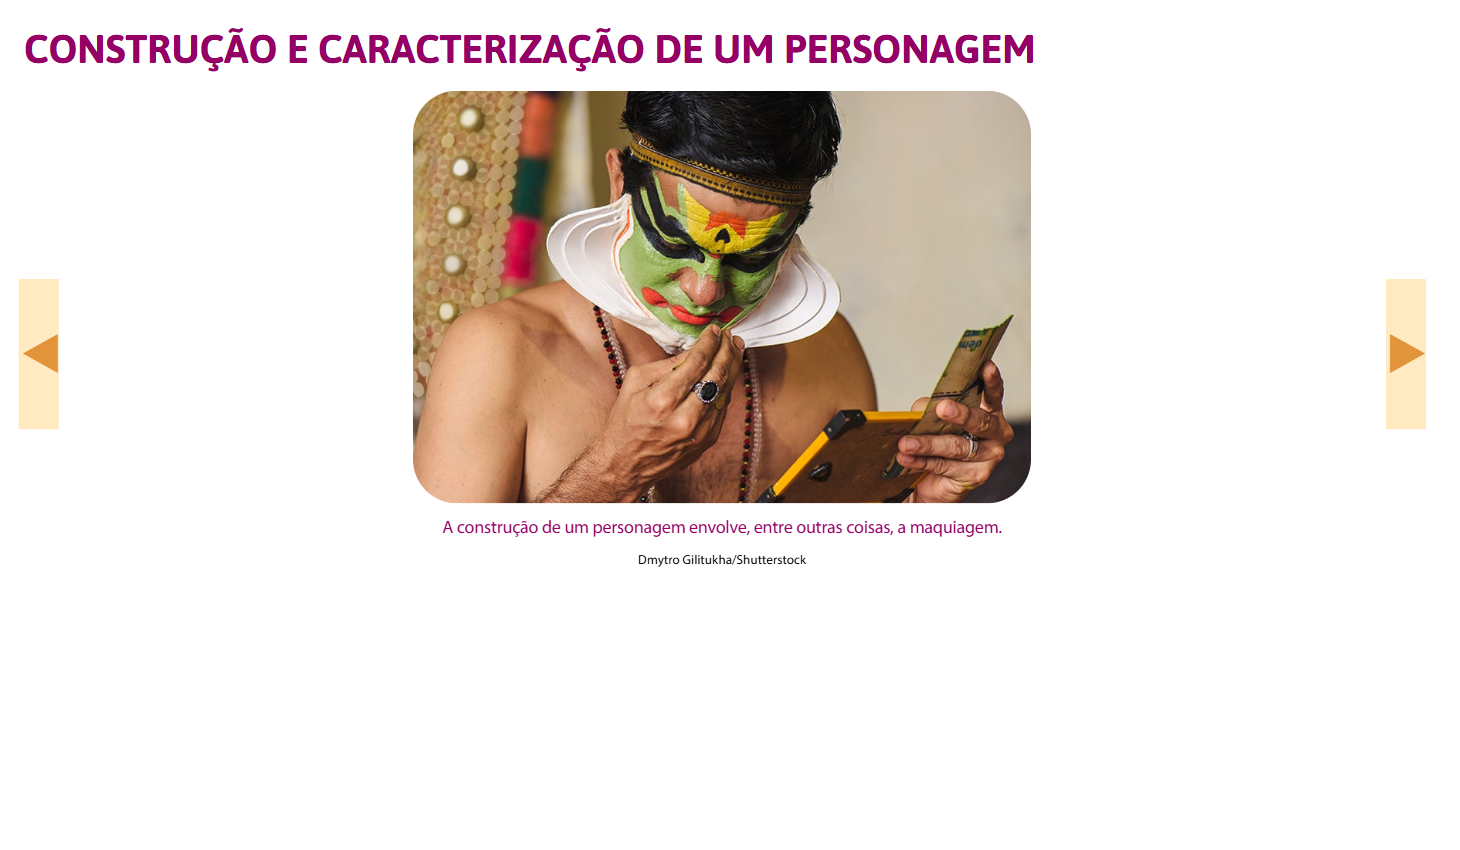 CONSTRUÇÃO E CARACTERIZAÇÃO DE UM PERSONAGEM
A construção de um personagem envolve, entre outras coisas, a maquiagem.
Dmytro Gilitukha/Shutterstock